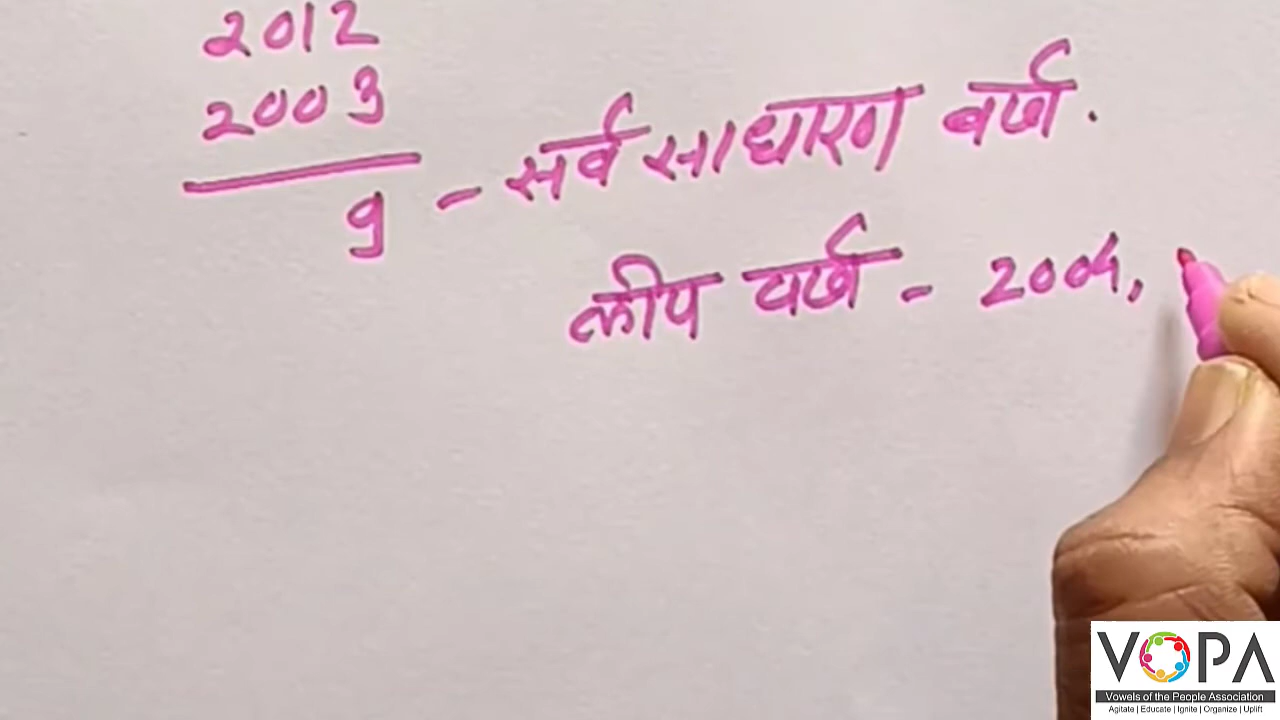 2012
2003
9 - सर्व साधारण वर्ष.
लीप वर्ष - 2004,
VOPA
Vowels of the People Association
Agitate | Educate | Ignite | Organize | Uplift